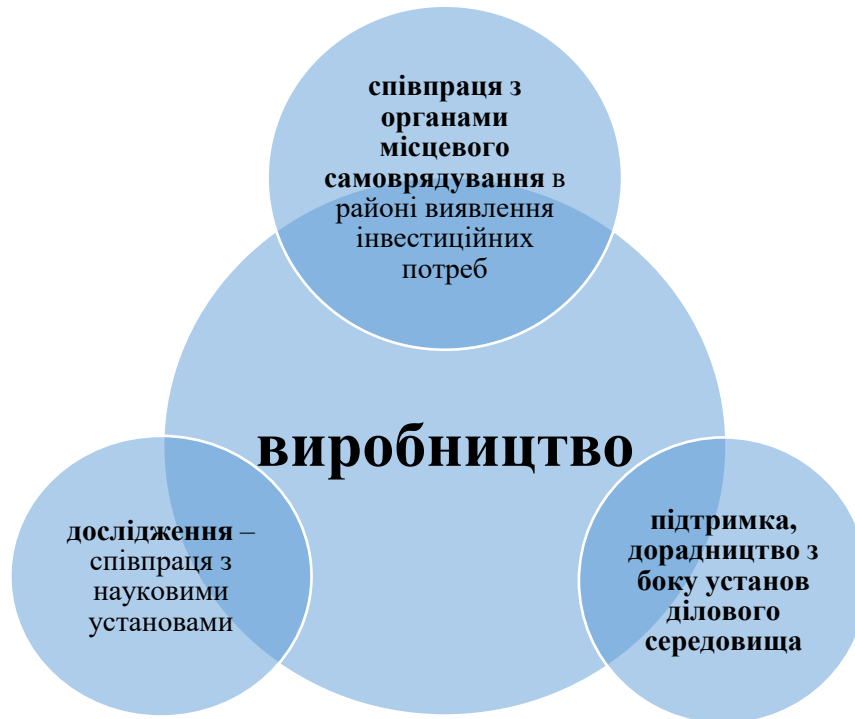 співпраця з
органами
місцевого
самоврядування в
районі виявлення
інвестиційних
потреб
виробництво
дослідження –
співпраця з
науковими
установами
підтримка,
дорадництво з
боку установ
ділового
середовища